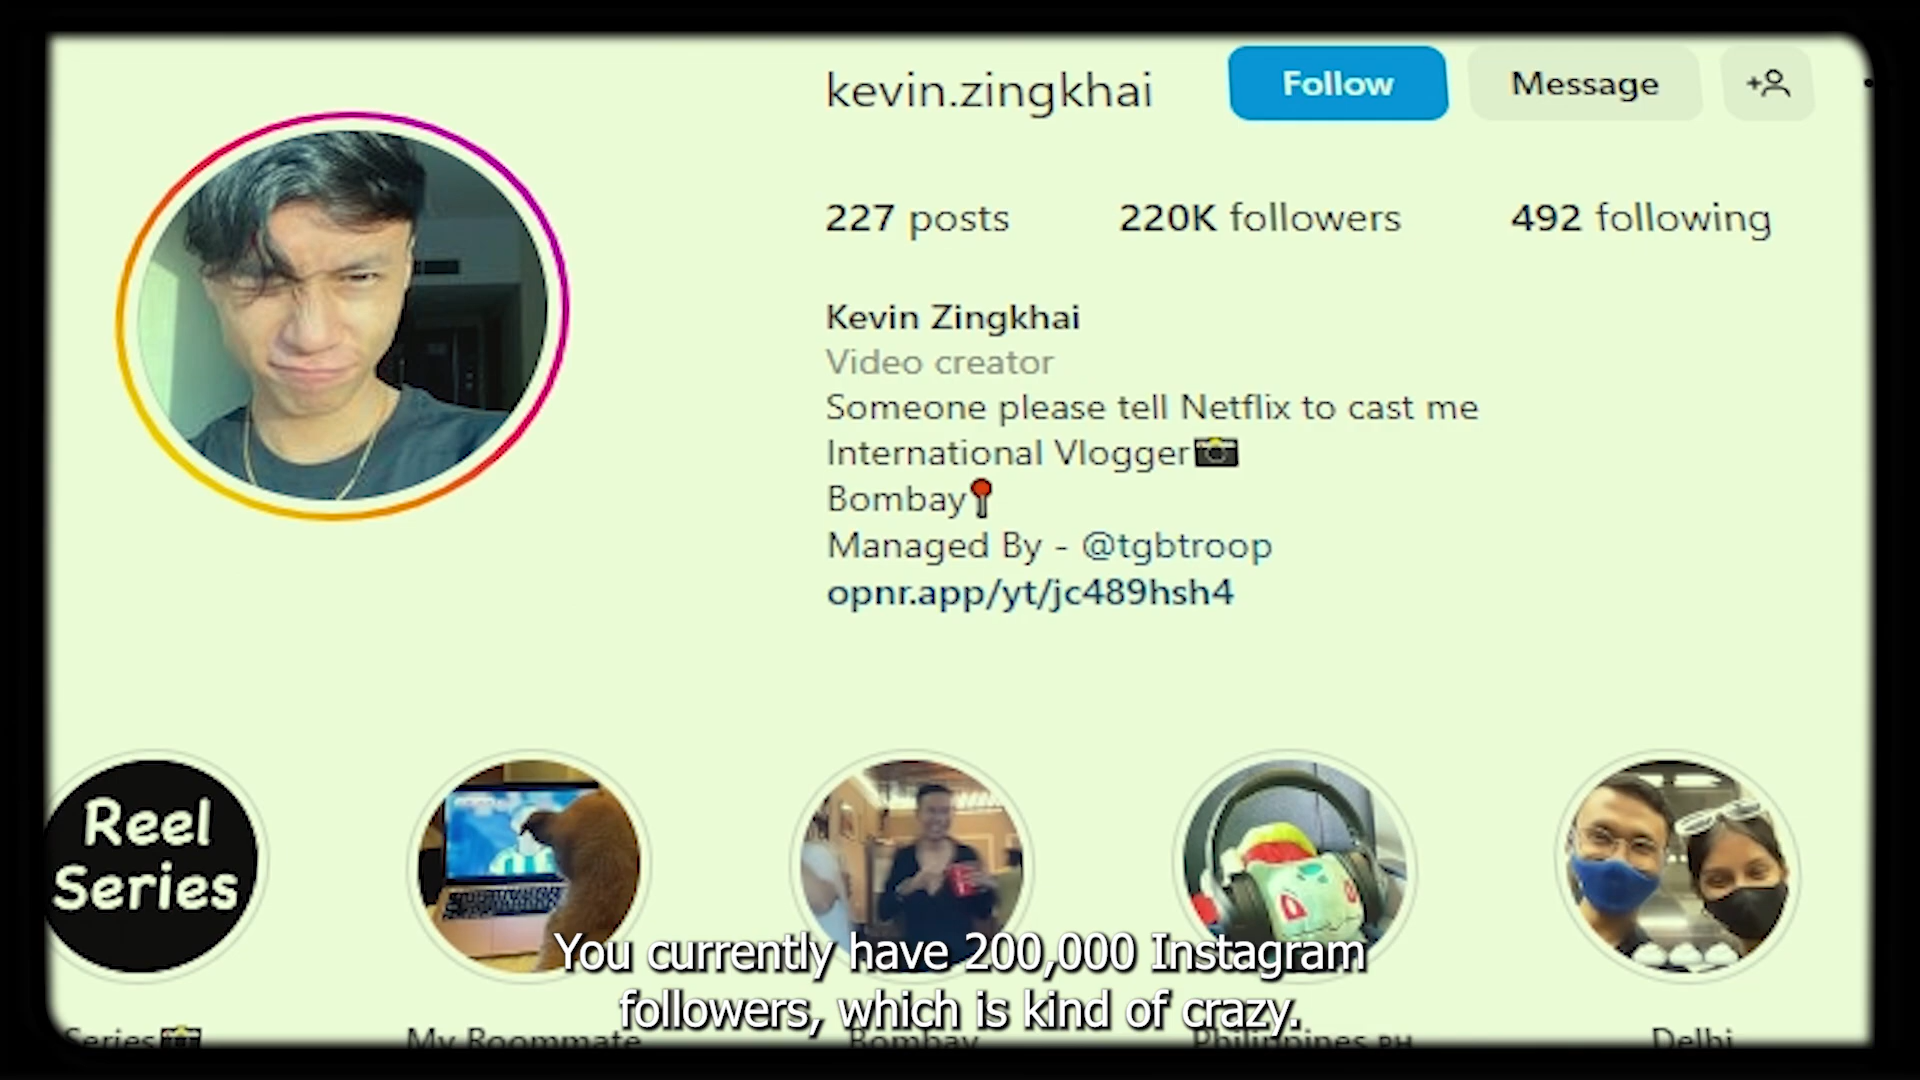 kevin.zingkhai
Follow
Message
227 posts
220K followers
492 following
Kevin Zingkhai
Video creator
Someone please tell Netflix to cast me
International Vlogger📷
Bombay📍
Managed By - @tgbtroop
opnr.app/yt/jc489hsh4
Reel
Series
You currently have 200,000 Instagram
followers, which is kind of crazy.
Series
My Roommate
Bombay
Philippines PH
Delhi